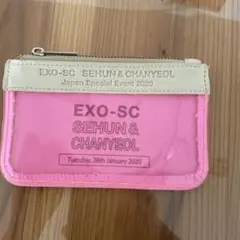 EXO-SC SEHUN & CHANYEOL
Japan Special Event 2020
EXO-SC
SEHUN &
CHANYEOL
Tuesday, 28th January 2020